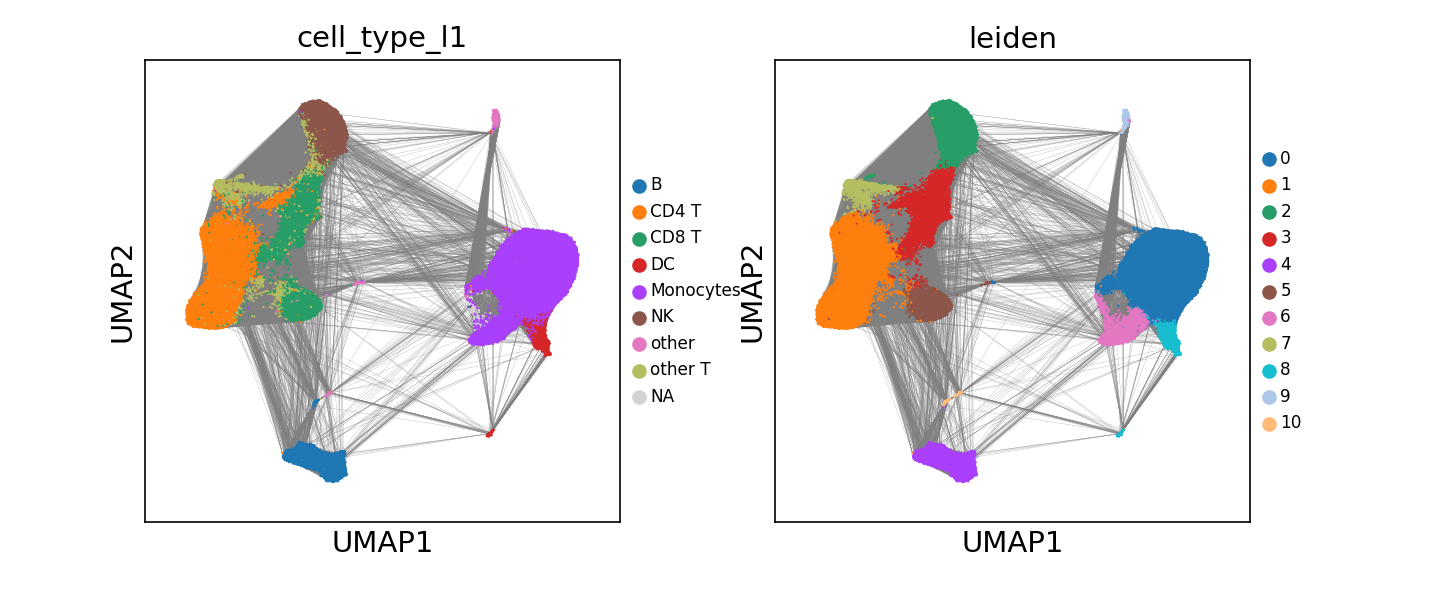 cell_type_l1
UMAP2
UMAP1
B
CD4 T
CD8 T
DC
Monocytes
NK
other
other T
NA
leiden
UMAP2
UMAP1
0
1
2
3
4
5
6
7
8
9
10